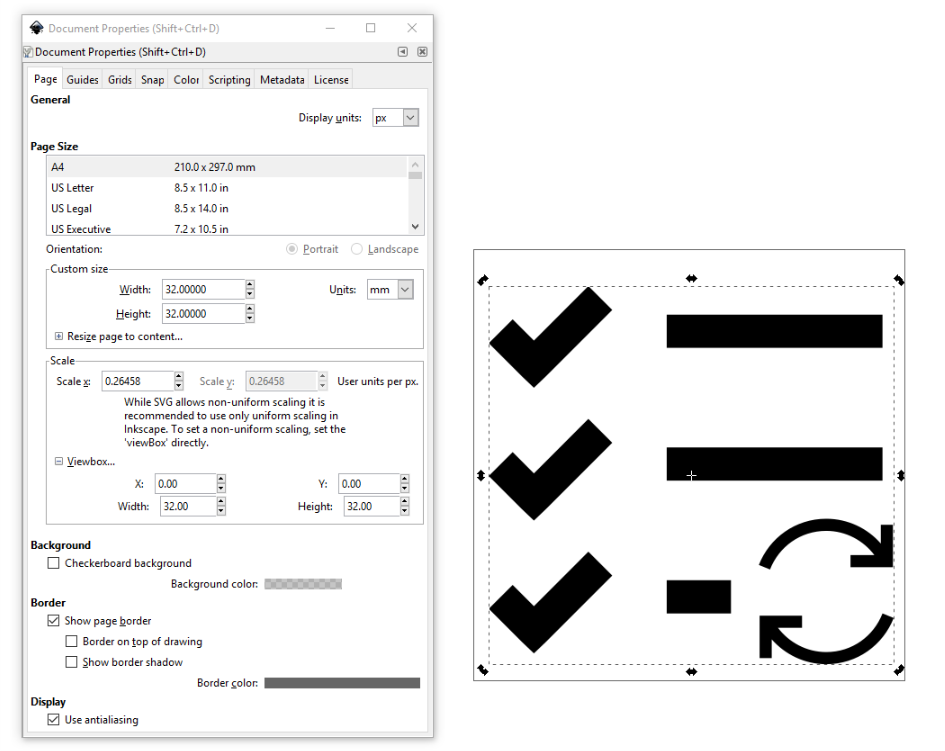 Document Properties (Shift+Ctrl+D)
Document Properties (Shift+Ctrl+D)
Page Guides Grids Snap Color Scripting Metadata License
General
Display units: px
Page Size
A4 210.0 x 297.0 mm
US Letter 8.5 x 11.0 in
US Legal 8.5 x 14.0 in
US Executive 7.2 x 10.5 in
Orientation: Portrait Landscape
Custom size
Width: 32.00000 Units: mm
Height: 32.00000
Resize page to content...
Scale
Scale x: 0.26458 Scale y: 0.26458 User units per px.
While SVG allows non-uniform scaling it is
recommended to use only uniform scaling in
Inkscape. To set a non-uniform scaling, set the
'viewBox' directly.
Viewbox...
X: 0.00 Y: 0.00
Width: 32.00 Height: 32.00
Background
Checkerboard background
Background color:
Border
Show page border
Border on top of drawing
Show border shadow
Border color:
Display
Use antialiasing